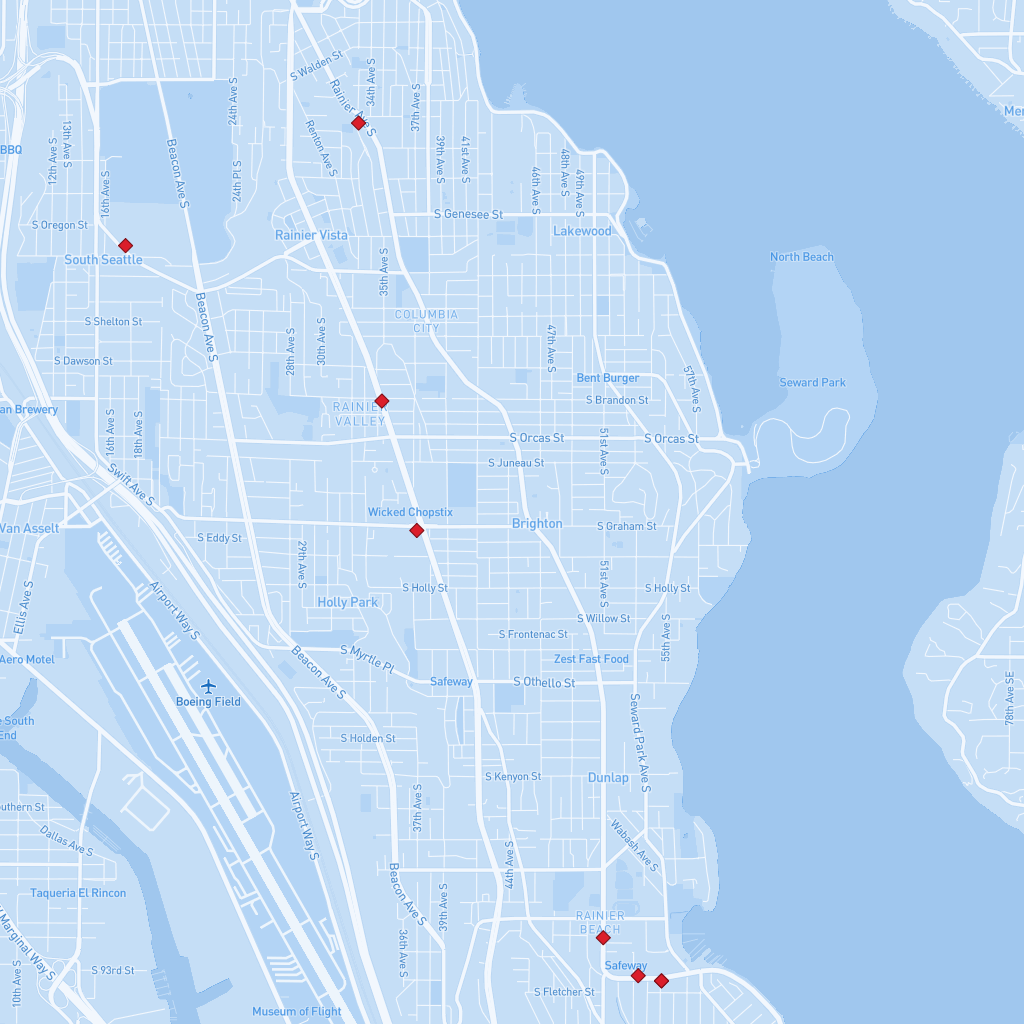 S Walden St
34th Ave S
Rainier Ave S
37th Ave S
24th Ave S
13th Ave S
12th Ave S
BBQ
Renton Ave S
39th Ave S
41st Ave S
46th Ave S
48th Ave S
49th Ave S
Mer
Beacon Ave S
24th PL S
16th Ave S
S Genesee St
S Oregon St
Rainier Vista
Lakewood
South Seattle
35th Ave S
North Beach
Beacon Ave S
S Shelton St
COLUMBIA
CITY
28th Ave S
30th Ave S
47th Ave S
S Dawson St
Bent Burger
57th Ave S
Seward Park
S Brandon St
an Brewery
RAINIER
VALLEY
16th Ave S
18th Ave S
S Orcas St
51st Ave S
S Orcas St
S Juneau St
Swift Ave S
Wicked Chopstix
Van Asselt
Brighton
S Graham St
S Eddy St
29th Ave S
51st Ave S
S Holly St
S Holly St
Ellis Ave S
Airport Way S
Holly Park
S Willow St
S Frontenac St
55th Ave S
Aero Motel
Beacon Ave S
S Myrtle Pl
Zest Fast Food
Safeway
S Othello St
Boeing Field
78th Ave SE
e South
End
Seward Park Ave S
S Holden St
S Kenyon St
Dunlap
outhern St
37th Ave S
Airport Way S
Dallas Ave S
Wabash Ave S
44th Ave S
Taqueria El Rincon
Beacon Ave S
39th Ave S
RAINIER
BEACH
Marginal Way S
36th Ave S
Safeway
S 93rd St
10th Ave S
S Fletcher St
Museum of Flight